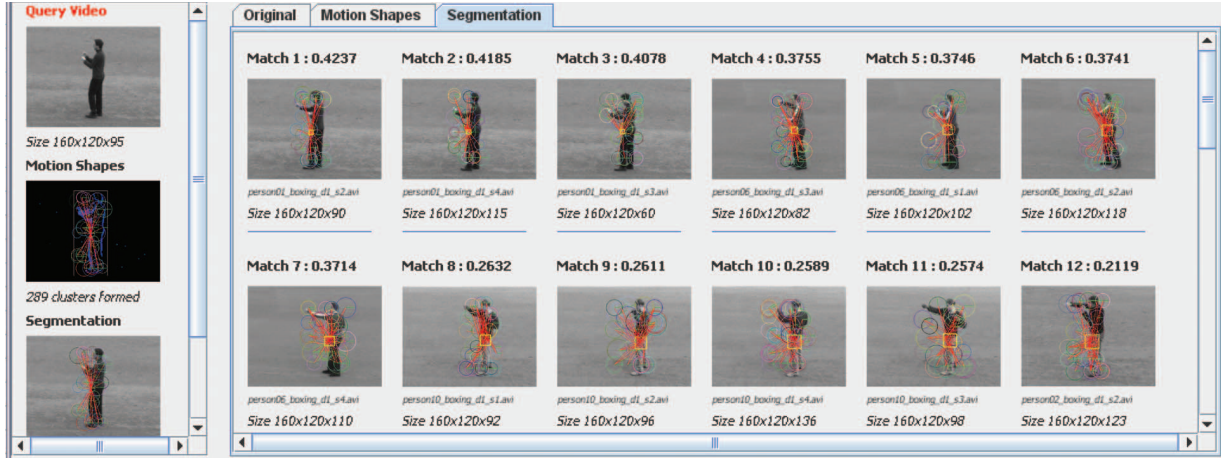 Query Video
Size 160x120x95
Motion Shapes
289 clusters formed
Segmentation
Original Motion Shapes Segmentation
Match 1 : 0.4237 Match 2 : 0.4185 Match 3 : 0.4078 Match 4 : 0.3755 Match 5 : 0.3746 Match 6 : 0.3741
person01_boxing_d1_s2.avi person01_boxing_d1_s4.avi person01_boxing_d1_s3.avi person06_boxing_d1_s3.avi person06_boxing_d1_s1.avi person06_boxing_d1_s2.avi
Size 160x120x90 Size 160x120x115 Size 160x120x60 Size 160x120x82 Size 160x120x102 Size 160x120x118
Match 7 : 0.3714 Match 8 : 0.2632 Match 9 : 0.2611 Match 10 : 0.2589 Match 11 : 0.2574 Match 12 : 0.2119
person06_boxing_d1_s4.avi person10_boxing_d1_s1.avi person10_boxing_d1_s2.avi person10_boxing_d1_s4.avi person10_boxing_d1_s3.avi person02_boxing_d1_s2.avi
Size 160x120x110 Size 160x120x92 Size 160x120x96 Size 160x120x136 Size 160x120x98 Size 160x120x123